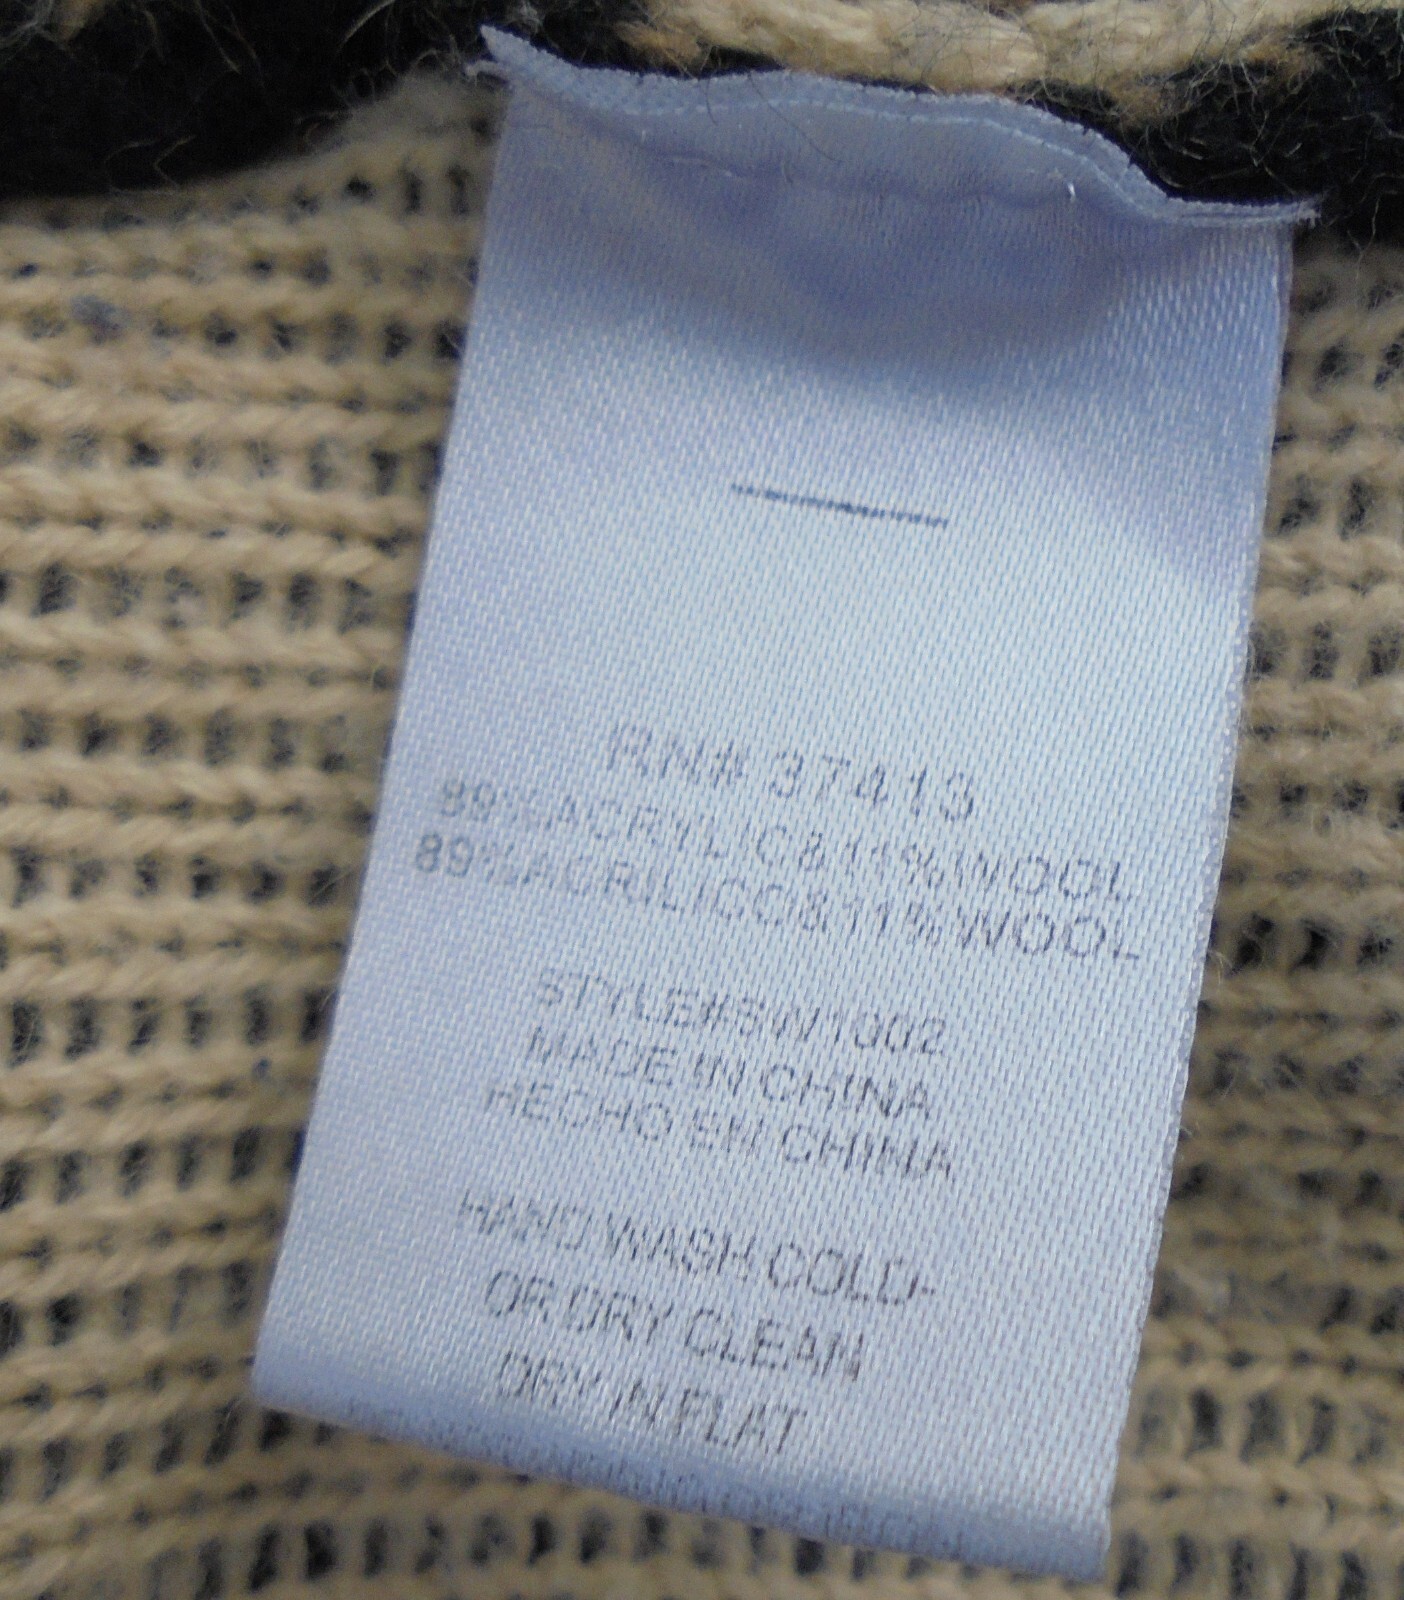 RN# 37413
89%ACRYLIC&11%WOOL
89%ACRILICO&11%WOOL
STYLE#SW1002
MADE IN CHINA
HECHO EN CHINA
HAND WASH COLD-
OR DRY CLEAN
DRY IN FLAT